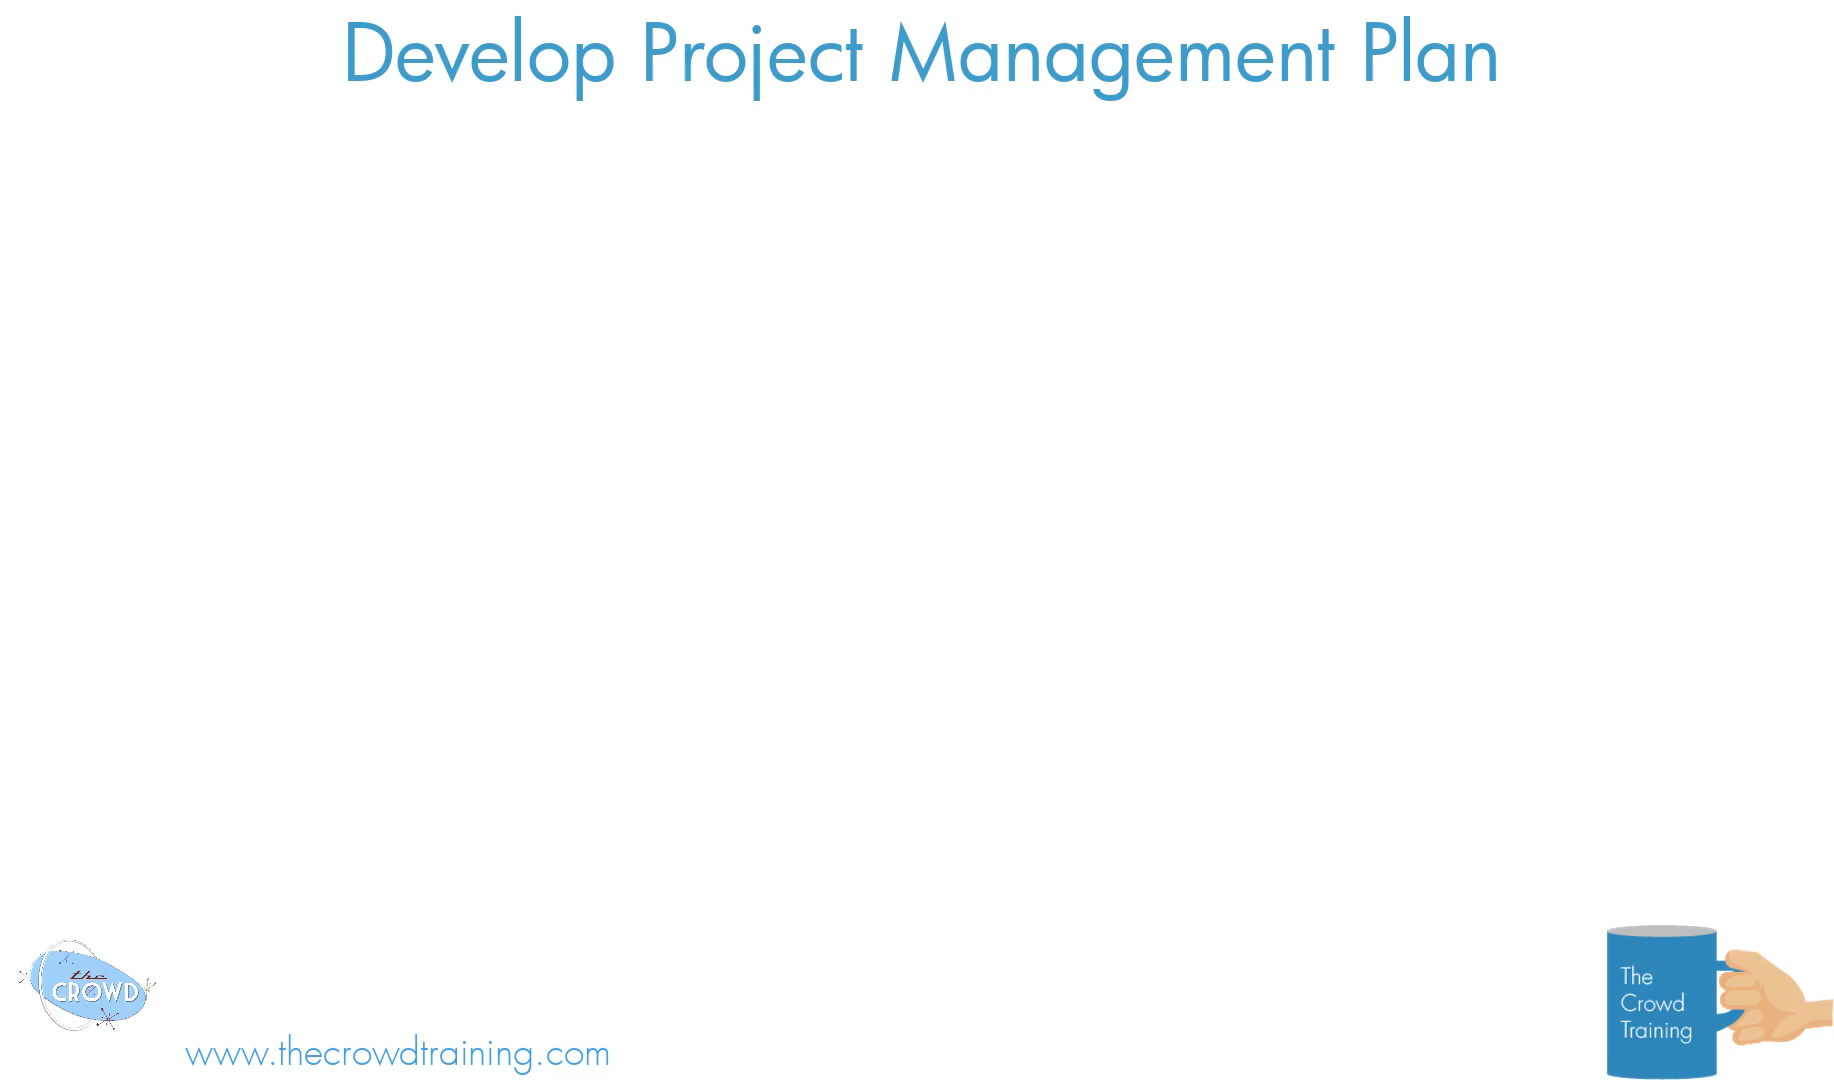 Develop Project Management Plan
the
CROWD
www.thecrowdtraining.com
The
Crowd
Training